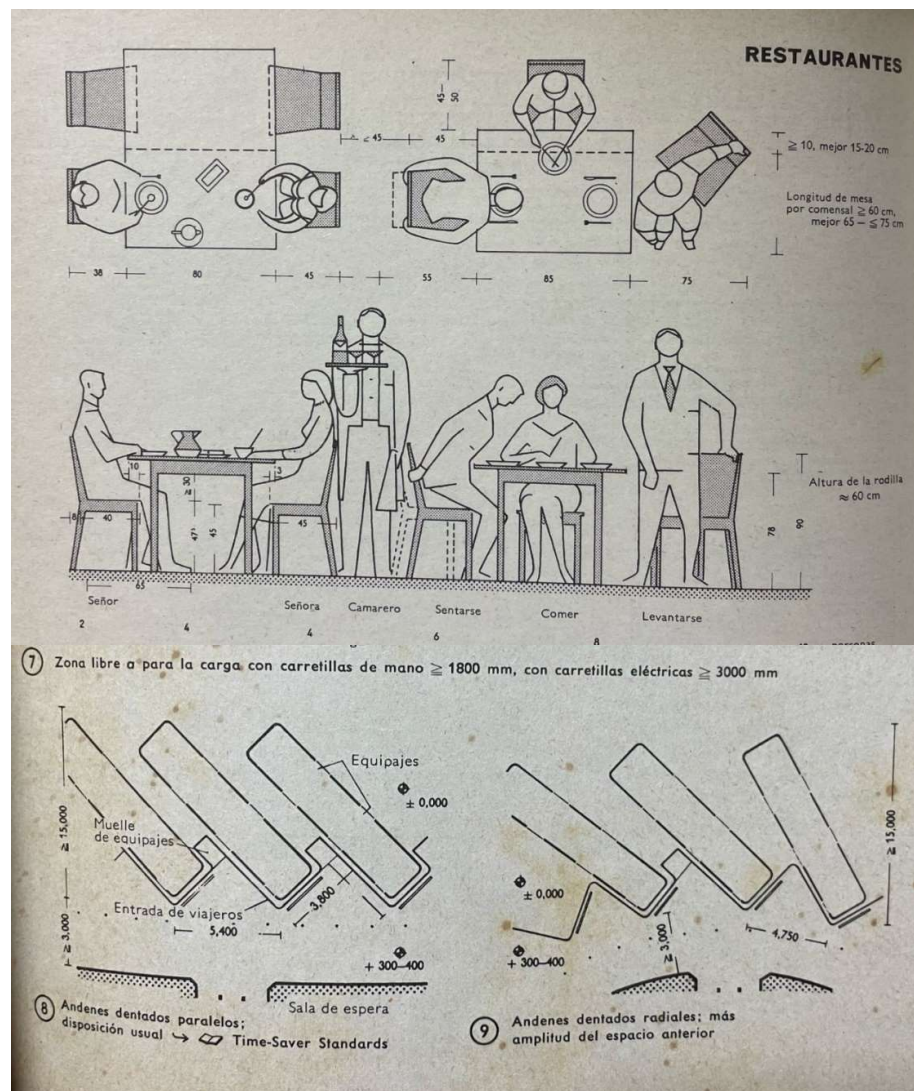 RESTAURANTES
45-
50
≤ 45
45
≧ 10, mejor 15-20 cm
Longitud de mesa
por comensal ≧ 60 cm,
mejor 65 – ≦ 75 cm
38
80
45
55
85
75
10
3
≧ 30
8
40
47⁵
45
45
65
78
90
Altura de la rodilla
≈ 60 cm
Señor
Señora
Camarero
Sentarse
Comer
Levantarse
2
4
4
6
8
7 Zona libre a para la carga con carretillas de mano ≧ 1800 mm, con carretillas eléctricas ≧ 3000 mm
Equipajes
± 0,000
≧ 15,000
Muelle
de equipajes
Entrada de viajeros
5,400
3,800
≧ 3,000
+ 300–400
Sala de espera
8 Andenes dentados paralelos;
disposición usual ↪ Time-Saver Standards
≧ 15,000
± 0,000
4,750
≧ 3,000
+ 300–400
9 Andenes dentados radiales; más
amplitud del espacio anterior